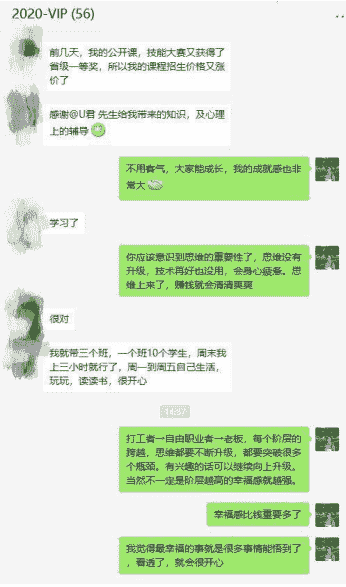 2020-VIP (56)
前几天，我的公开课，技能大赛又获得了
省级一等奖，所以我的课程招生价格又涨
价了
感谢@U君 先生给我带来的知识，及心理
上的辅导
不用客气，大家能成长，我的成就感也非
常大
学习了
你应该意识到思维的重要性了，思维没有
升级，技术再好也没用，会身心疲惫。思
维上来了，赚钱就会清清爽爽
很对
我就带三个班，一个班10个学生，周末我
上三小时就行了，周一到周五自己生活，
玩玩，读读书，很开心
打工者一自由职业者一老板，每个阶层的
跨越，思维都要不断升级，都要突破很多
个瓶颈。有兴趣的话可以继续向上升级。
当然不一定是阶层越高的幸福感就越强。
幸福感比钱重要多了
我觉得最幸福的事就是很多事情能悟到了
，看透了，就会很开心